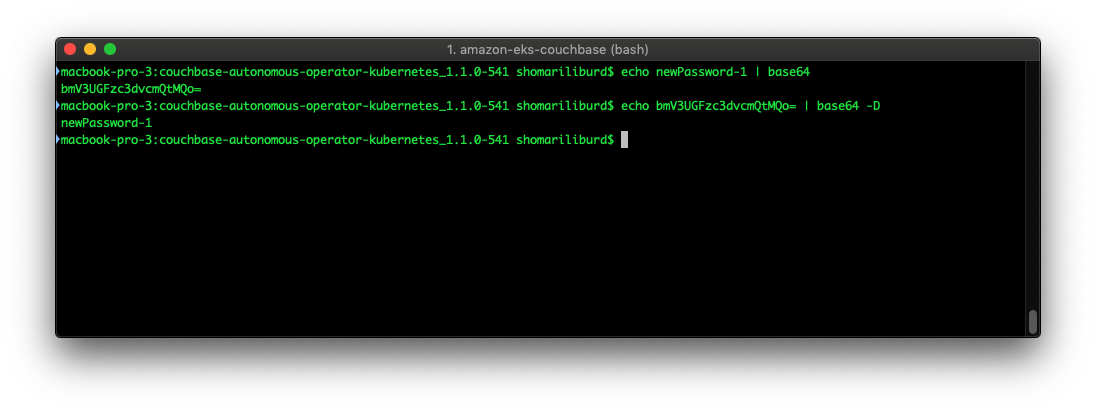 1. amazon-eks-couchbase (bash)
macbook-pro-3:couchbase-autonomous-operator-kubernetes_1.1.0-541 shomariliburd$ echo newPassword-1 | base64
bmV3UGFzc3dvcmQtMQo=
macbook-pro-3:couchbase-autonomous-operator-kubernetes_1.1.0-541 shomariliburd$ echo bmV3UGFzc3dvcmQtMQo= | base64 -D
newPassword-1
macbook-pro-3:couchbase-autonomous-operator-kubernetes_1.1.0-541 shomariliburd$